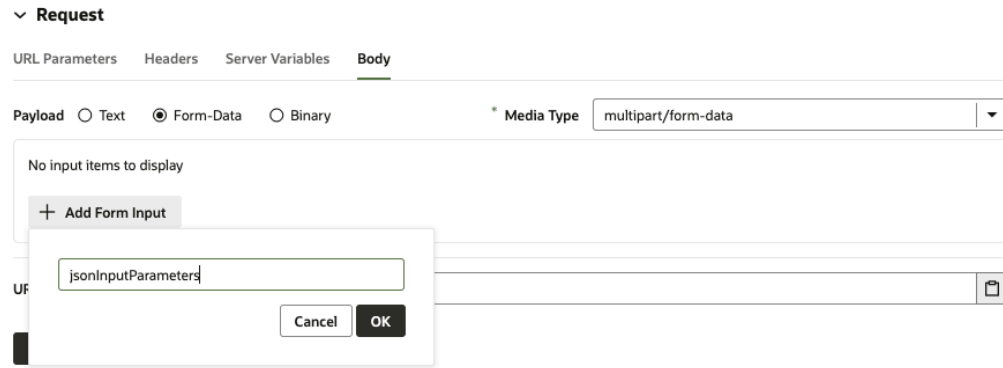 Request
URL Parameters Headers Server Variables Body
Payload Text Form-Data Binary * Media Type multipart/form-data
No input items to display
+ Add Form Input
jsonInputParameters
Cancel OK